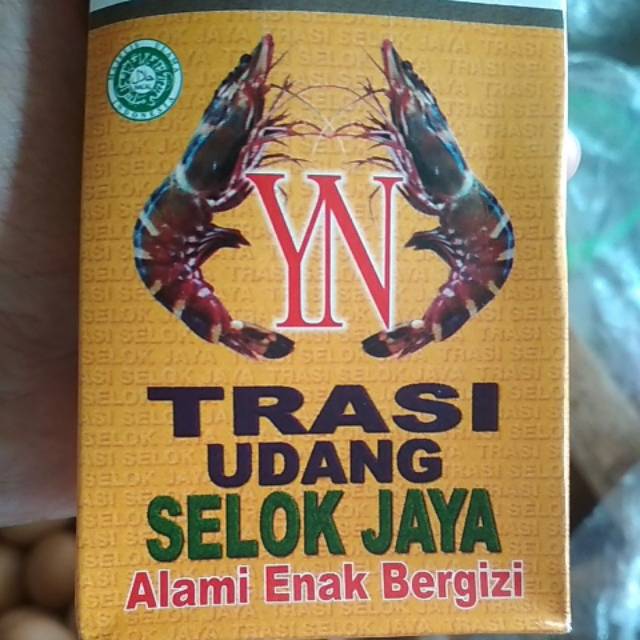 YN
TRASI
UDANG
SELOK JAYA
Alami Enak Bergizi